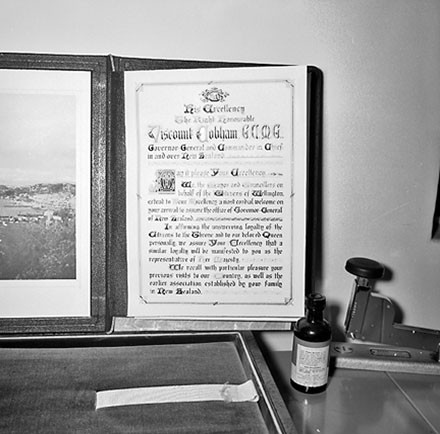 His Excellency
The Right Honourable
Viscount Cobham, G.C.M.G.
Governor-General and Commander in Chief
in and over New Zealand
May it please Your Excellency,
We, the Mayor and Councillors on
behalf of the Citizens of Wellington,
extend to Your Excellency a most cordial welcome on
your arrival to assume the office of Governor-General
of New Zealand.
In affirming the unswerving loyalty of the
Citizens to the Throne and to our beloved Queen
personally, we assure Your Excellency that a
similar loyalty will be manifested to you as the
representative of Her Majesty.
We recall with particular pleasure your
previous visits to our Country, as well as the
earlier association established by your family
in New Zealand.